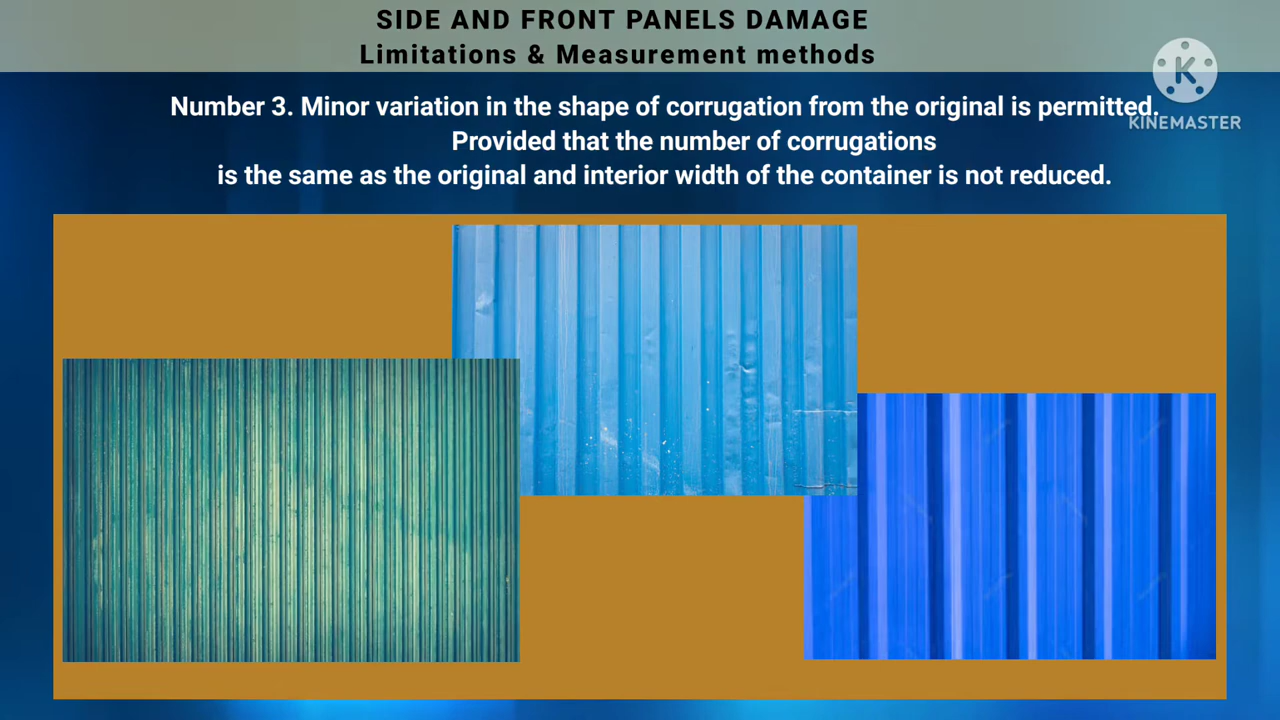 SIDE AND FRONT PANELS DAMAGE
Limitations & Measurement methods
K
KINEMASTER
Number 3. Minor variation in the shape of corrugation from the original is permitted.
Provided that the number of corrugations
is the same as the original and interior width of the container is not reduced.